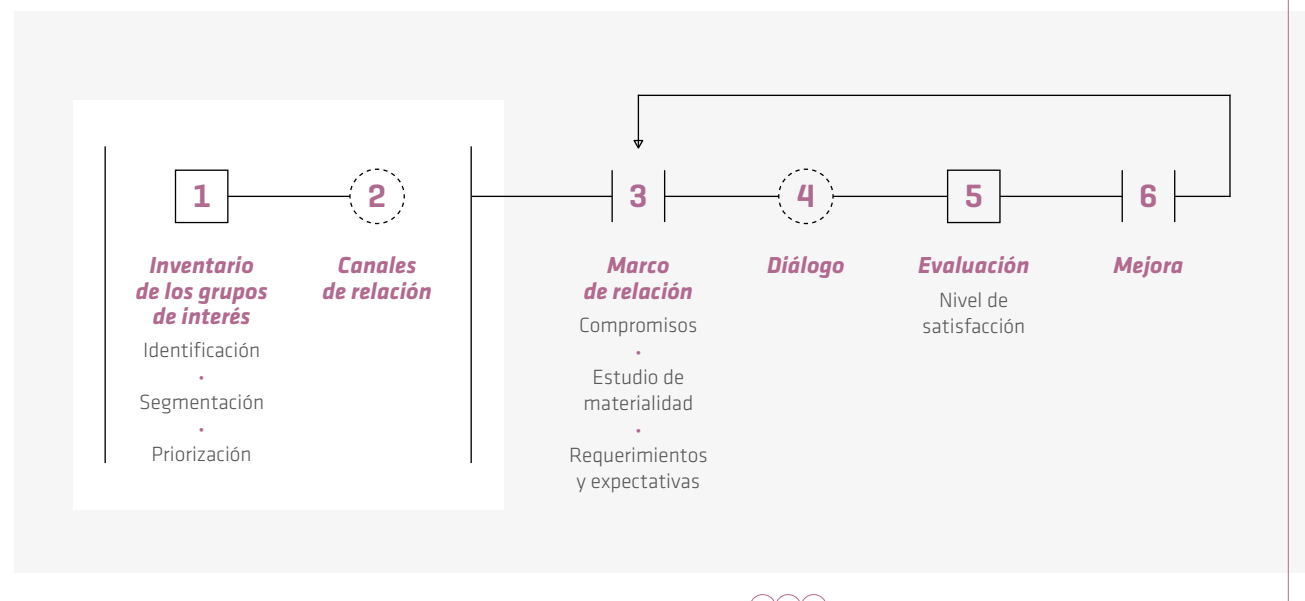 1
Inventario
de los grupos
de interés
Identificación
•
Segmentación
•
Priorización
2
Canales
de relación
3
Marco
de relación
Compromisos
•
Estudio de
materialidad
•
Requerimientos
y expectativas
4
Diálogo
5
Evaluación
Nivel de
satisfacción
6
Mejora